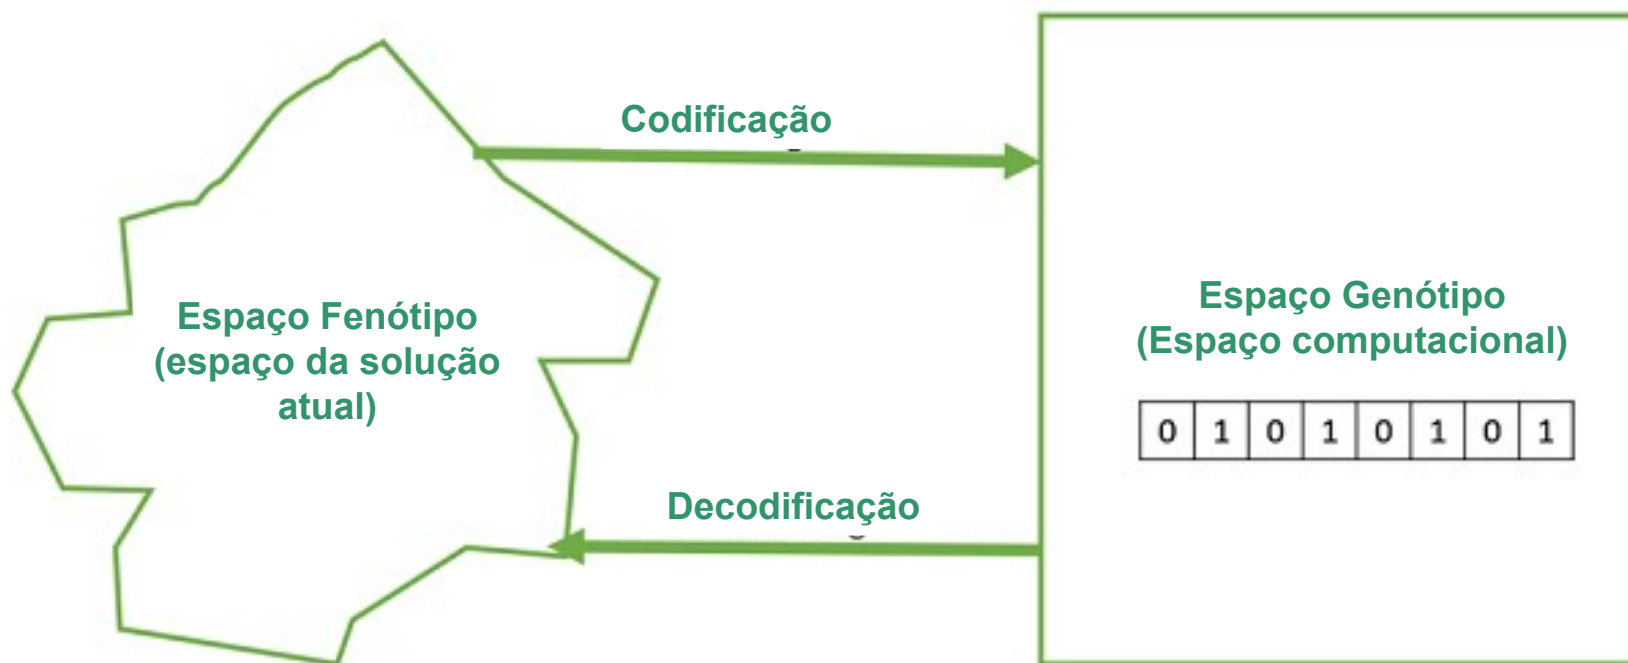 Codificação
Espaço Fenótipo
(espaço da solução
atual)
Espaço Genótipo
(Espaço computacional)
0 1 0 1 0 1 0 1
Decodificação